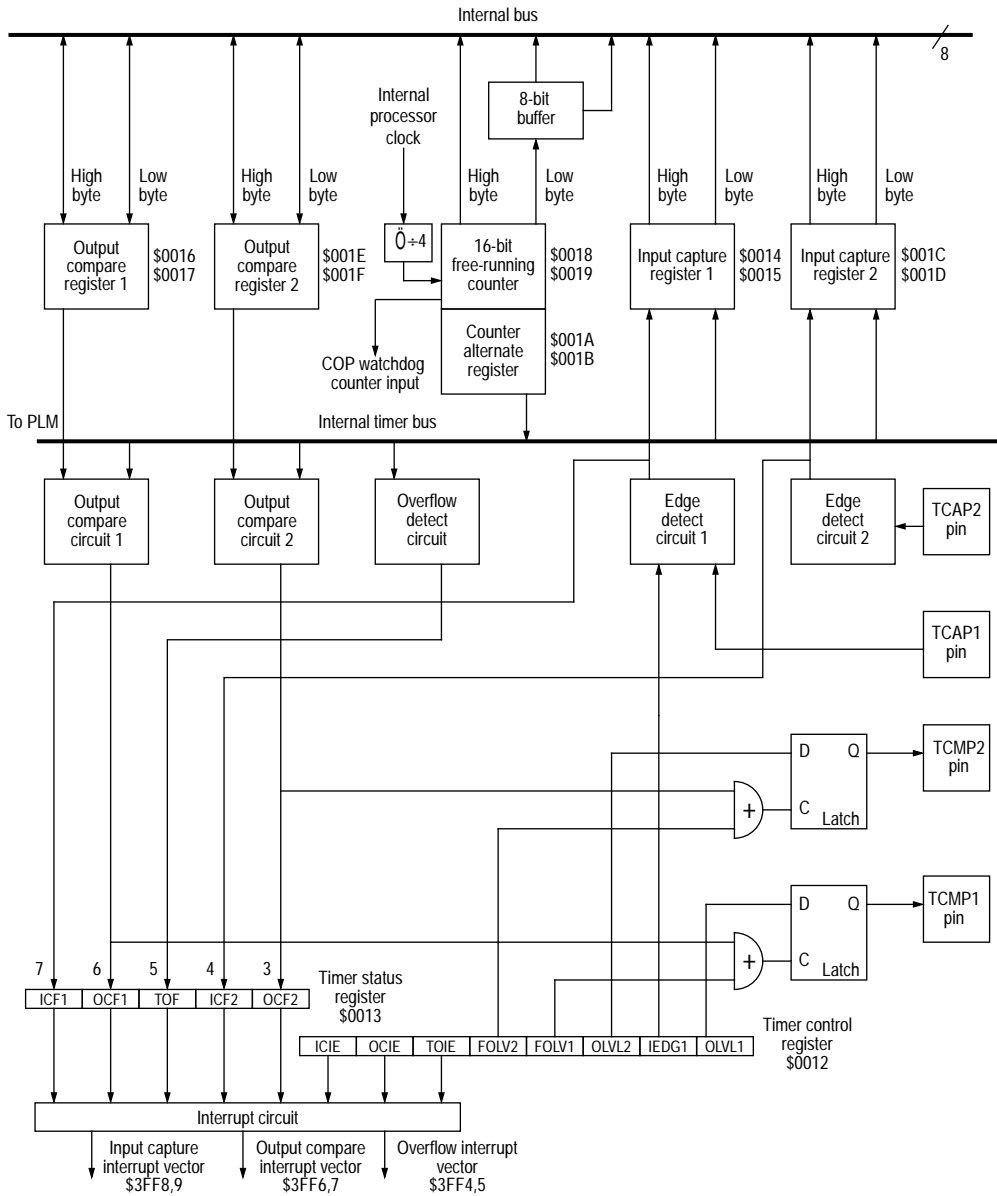 Internal bus
8
Internal
processor
clock
8-bit
buffer
High
byte
Low
byte
High
byte
Low
byte
High
byte
Low
byte
High
byte
Low
byte
High
byte
Low
byte
Output
compare
register 1
$0016
$0017
Output
compare
register 2
$001E
$001F
Ö÷4
16-bit
free-running
counter
$0018
$0019
Input capture
register 1
$0014
$0015
Input capture
register 2
$001C
$001D
COP watchdog
counter input
Counter
alternate
register
$001A
$001B
To PLM
Internal timer bus
Output
compare
circuit 1
Output
compare
circuit 2
Overflow
detect
circuit
Edge
detect
circuit 1
Edge
detect
circuit 2
TCAP2
pin
TCAP1
pin
D
Q
C
Latch
+
TCMP2
pin
D
Q
C
Latch
+
TCMP1
pin
7
6
5
4
3
ICF1
OCF1
TOF
ICF2
OCF2
Timer status
register
$0013
ICIE
OCIE
TOIE
FOLV2
FOLV1
OLVL2
IEDG1
OLVL1
Timer control
register
$0012
Interrupt circuit
Input capture
interrupt vector
$3FF8,9
Output compare
interrupt vector
$3FF6,7
Overflow interrupt
vector
$3FF4,5